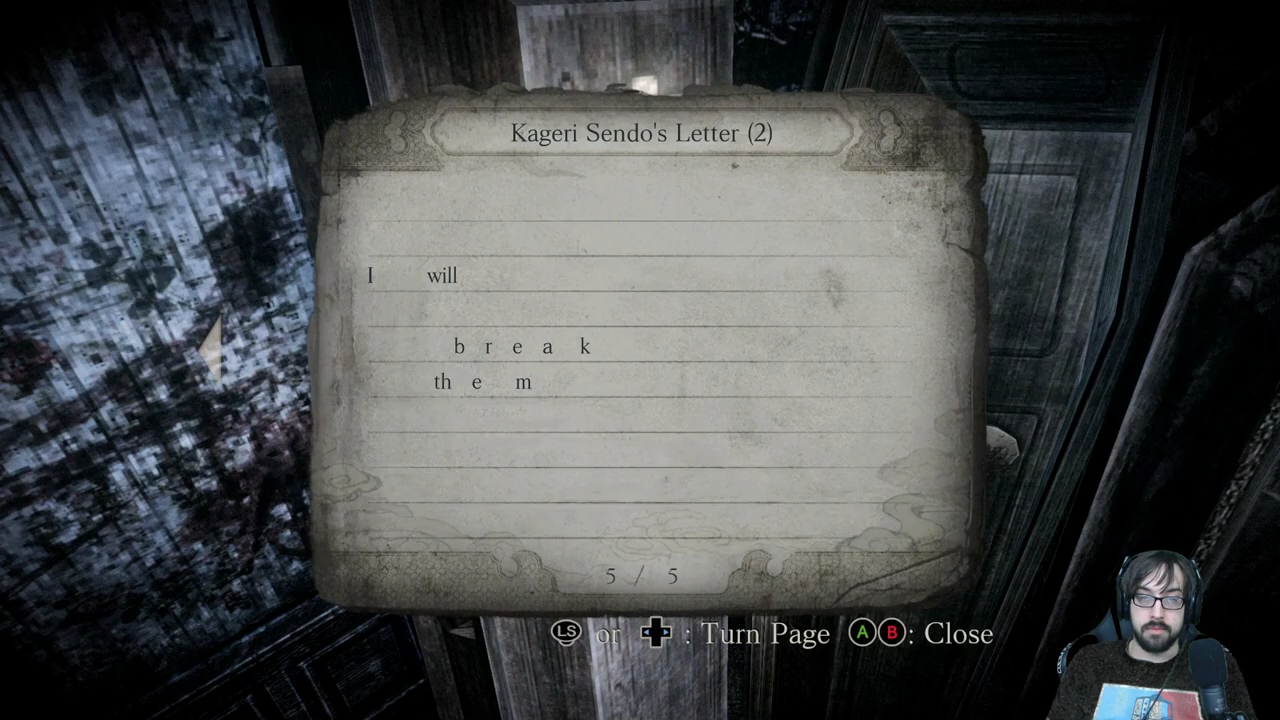 Kageri Sendo's Letter (2)
I will
b r e a k
th e m
5 / 5
LS or : Turn Page A B : Close